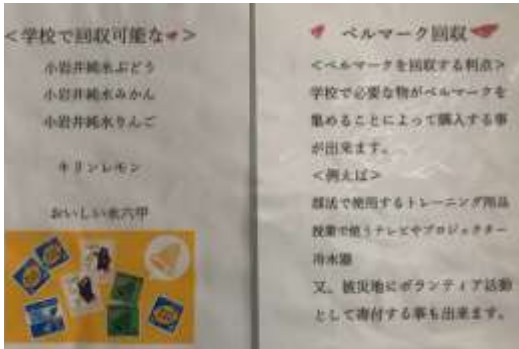 <学校で回収可能な>
小岩井純水ぶどう
小岩井純水みかん
小岩井純水りんご
キリンレモン
おいしい水六甲
ベルマーク回収
<ベルマークを回収する利点>
学校で必要な物がベルマークを
集めることによって購入する事
が出来ます。
<例えば>
部活で使用するトレーニング用品
授業で使うテレビやプロジェクター
冷水器
又、被災地にボランティア活動
として寄付する事も出来ます。